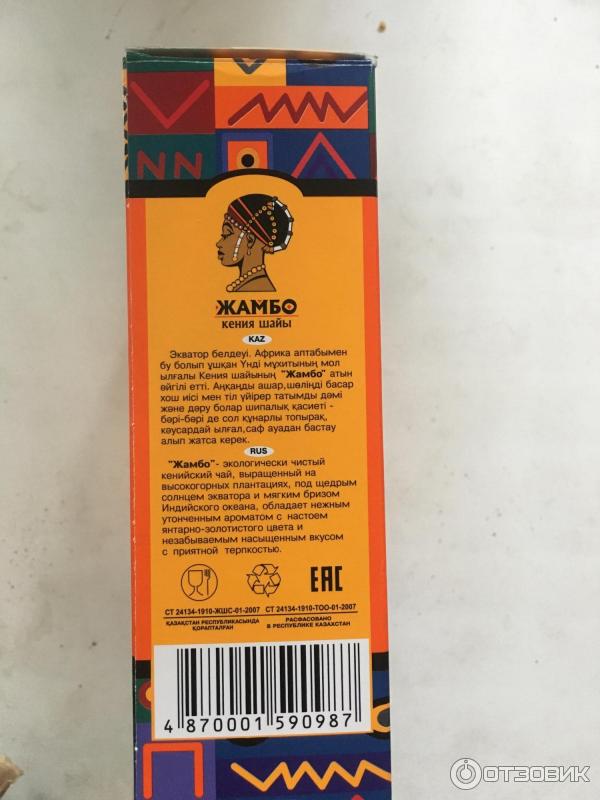 ЖАМБО
кения шайы
KAZ
Экватор белдеуі. Африка аптабымен
бу болып ұшқан Үнді мұхитының мол
ылғалы Кения шайының "Жамбо" атын
әйгілі етті. Аңқаңды ашар,шөліңді басар
хош иісі мен тіл үйірер татымды дәмі
және дәру болар шипалық қасиеті -
бәрі-бәрі де сол құнарлы топырақ,
кәусардай ылғал,саф ауадан бастау
алып жатса керек.
RUS
"Жамбо"- экологически чистый
кенийский чай, выращенный на
высокогорных плантациях, под щедрым
солнцем экватора и мягким бризом
Индийского океана, обладает нежным
утонченным ароматом с настоем
янтарно-золотистого цвета и
незабываемым насыщенным вкусом
с приятной терпкостью.
EAC
СТ 24134-1910-ЖШС-01-2007 СТ 24134-1910-ТОО-01-2007
ҚАЗАҚСТАН РЕСПУБЛИКАСЫНДА ҚОРАПТАЛҒАН
РАСФАСОВАНО В РЕСПУБЛИКЕ КАЗАХСТАН
4 870001 590987
ОТЗОВИК